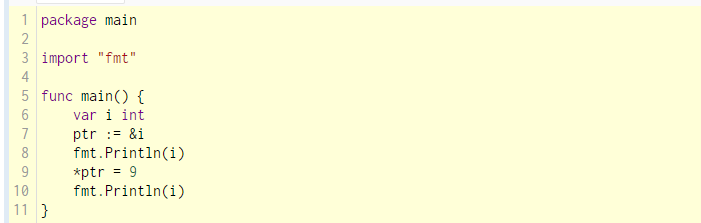 1 package main
2
3 import "fmt"
4
5 func main() {
6     var i int
7     ptr := &i
8     fmt.Println(i)
9     *ptr = 9
10     fmt.Println(i)
11 }